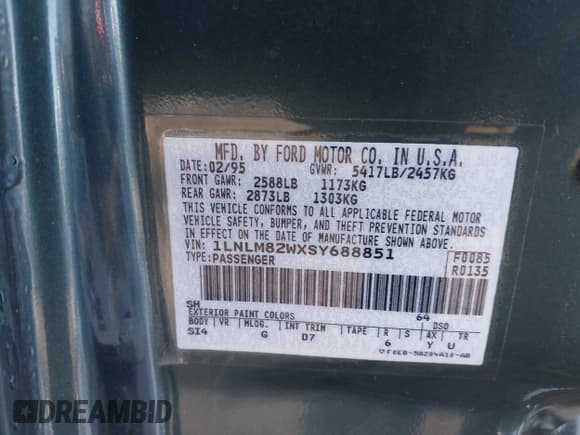 MFD. BY FORD MOTOR CO. IN U.S.A.
02/95 GVWR: 5417LB/2457KG
FRONT GAWR: 2588LB 1173KG
REAR GAWR: 2873LB 1303KG
THIS VEHICLE CONFORMS TO ALL APPLICABLE FEDERAL MOTOR
VEHICLE SAFETY, BUMPER, AND THEFT PREVENTION STANDARDS
IN EFFECT ON THE DATE OF MANUFACTURE SHOWN ABOVE.
VIN: 1LNLM82WXSY688851
TYPE: PASSENGER
F0085
R0135
SH 64
EXTERIOR PAINT COLORS DSO
BODY VR MLDG. INT TRIM TAPE R S AX TR
SI4 G D7 6 Y U
DREAMBID